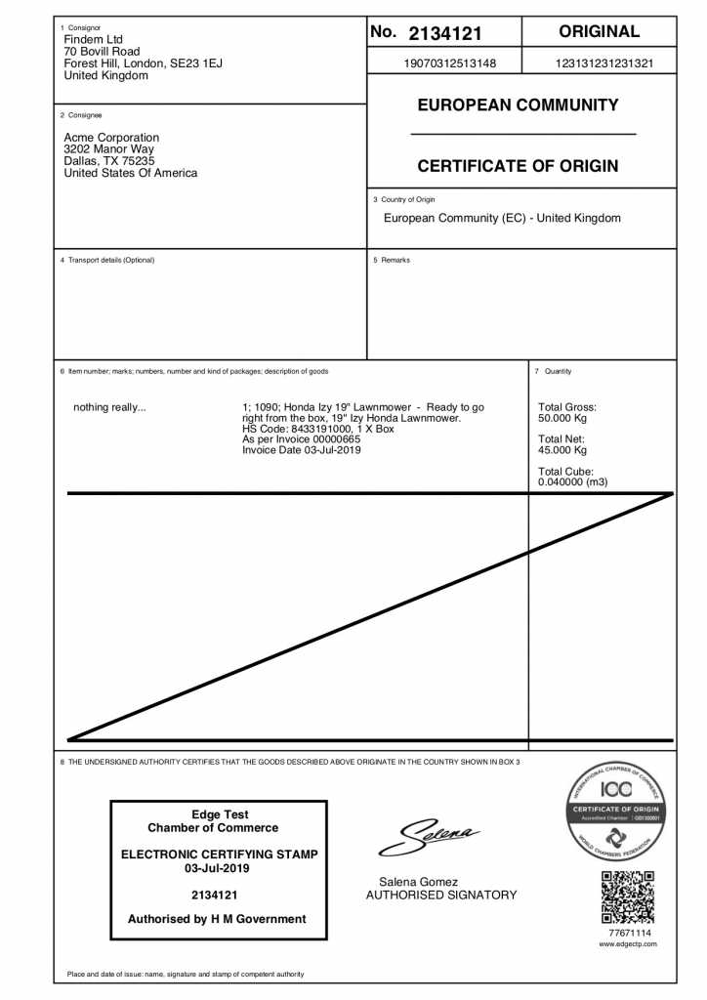 1 Consignor
Findem Ltd
70 Bovill Road
Forest Hill, London, SE23 1EJ
United Kingdom
No. 2134121
ORIGINAL
19070312513148
123131231231321
EUROPEAN COMMUNITY
CERTIFICATE OF ORIGIN
2 Consignee
Acme Corporation
3202 Manor Way
Dallas, TX 75235
United States Of America
3 Country of Origin
European Community (EC) - United Kingdom
4 Transport details (Optional)
5 Remarks
6 Item number; marks; numbers, number and kind of packages; description of goods
7 Quantity
nothing really...
1; 1090; Honda Izy 19" Lawnmower - Ready to go
right from the box, 19" Izy Honda Lawnmower.
HS Code: 8433191000, 1 X Box
As per Invoice 00000665
Invoice Date 03-Jul-2019
Total Gross:
50.000 Kg
Total Net:
45.000 Kg
Total Cube:
0.040000 (m3)
8 THE UNDERSIGNED AUTHORITY CERTIFIES THAT THE GOODS DESCRIBED ABOVE ORIGINATE IN THE COUNTRY SHOWN IN BOX 3
Edge Test
Chamber of Commerce
ELECTRONIC CERTIFYING STAMP
03-Jul-2019
2134121
Authorised by H M Government
Selena
Salena Gomez
AUTHORISED SIGNATORY
INTERNATIONAL CHAMBER OF COMMERCE
ICC
CERTIFICATE OF ORIGIN
Accredited Chamber
WORLD CHAMBERS FEDERATION
77671114
www.edgectp.com
Place and date of issue: name, signature and stamp of competent authority